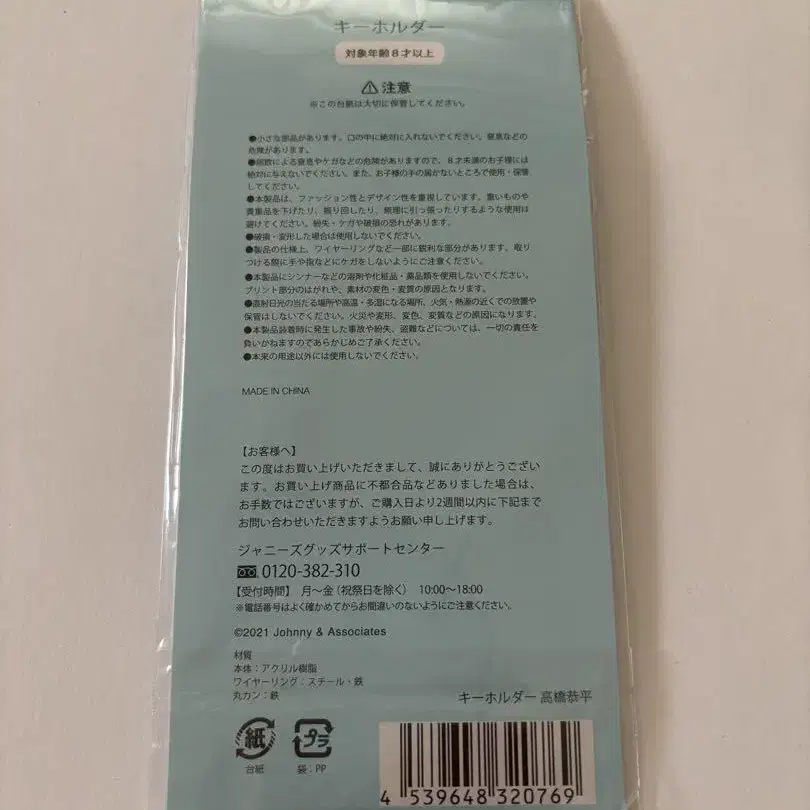 キーホルダー
対象年齢8才以上
⚠注意
※この台紙は大切に保管してください。
●小さな部品があります。口の中に絶対に入れないでください。窒息などの
危険があります。
●誤飲による窒息やケガなどの危険がありますので、8才未満のお子様には
絶対に与えないでください。また、お子様の手の届かないところで使用・保管
してください。
●本製品は、ファッション性とデザイン性を重視しています。重いものや
貴重品を下げたり、振り回したり、無理に引っ張ったりするような使用は
避けてください。紛失・ケガや破損の恐れがあります。
●破損・変形した場合は使用しないでください。
●製品の仕様上、ワイヤーリングなど一部に鋭利な部分があります。取り
つける際に手や指などにケガをしないようにご注意ください。
●本製品にシンナーなどの溶剤や化粧品・薬品類を使用しないでください。
プリント部分のはがれや、素材の変色・変質の原因となります。
●直射日光の当たる場所や高温・多湿になる場所、火気・熱源の近くでの放置や
保管はしないでください。火災や変形、変色、変質などの原因になります。
●本製品装着時に発生した事故や紛失、盗難などについては、一切の責任を
負いかねますのであらかじめご了承ください。
●本来の用途以外には使用しないでください。
MADE IN CHINA
【お客様へ】
この度はお買い上げいただきまして、誠にありがとうござい
ます。お買い上げ商品に不都合品などありました場合は、
お手数ではございますが、ご購入日より2週間以内に下記まで
お問い合わせいただきますようお願い申し上げます。
ジャニーズグッズサポートセンター
0120-382-310
【受付時間】 月〜金（祝祭日を除く） 10:00〜18:00
※電話番号はよく確かめてからお間違いのないようにご注意ください。
©2021 Johnny & Associates
材質
本体：アクリル樹脂
ワイヤーリング：スチール・鉄
丸カン：鉄
キーホルダー 高橋恭平
紙
プラ
台紙
袋：PP
4 539648 320769